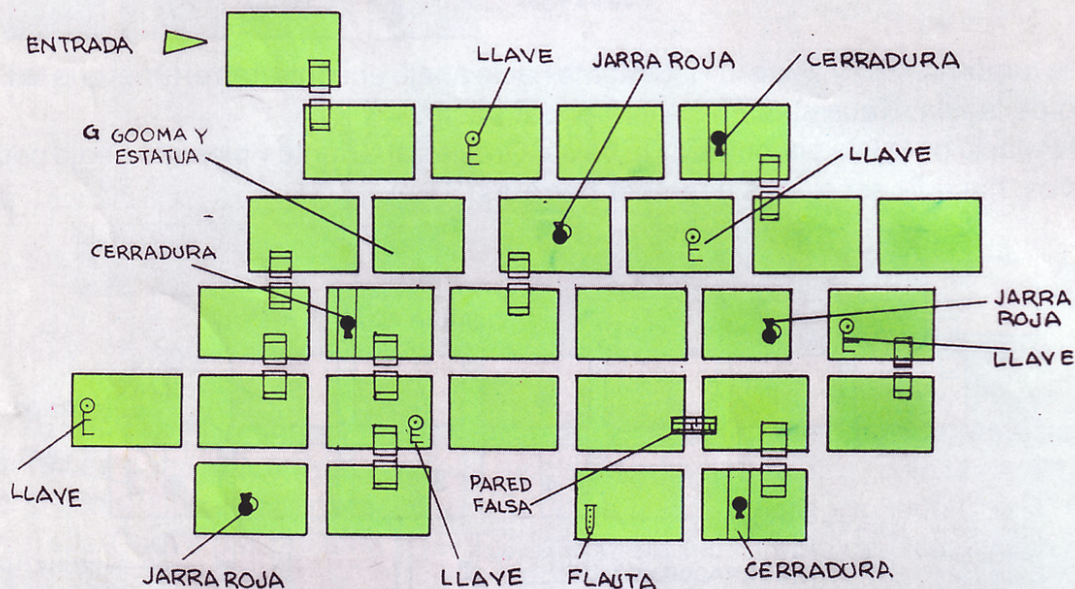 ENTRADA
LLAVE
JARRA ROJA
CERRADURA
G GOOMA Y
ESTATUA
LLAVE
CERRADURA
JARRA
ROJA
LLAVE
LLAVE
PARED
FALSA
JARRA ROJA
LLAVE
FLAUTA
CERRADURA